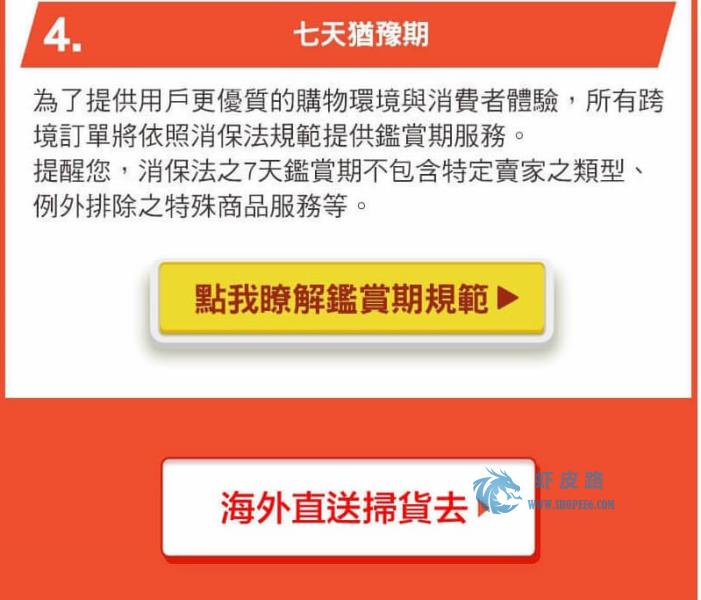 4. 七天猶豫期
為了提供用戶更優質的購物環境與消費者體驗，所有跨
境訂單將依照消保法規範提供鑑賞期服務。
提醒您，消保法之7天鑑賞期不包含特定賣家之類型、
例外排除之特殊商品服務等。
點我瞭解鑑賞期規範▶
海外直送掃貨去
虾皮路
WWW.SHOPEE6.COM